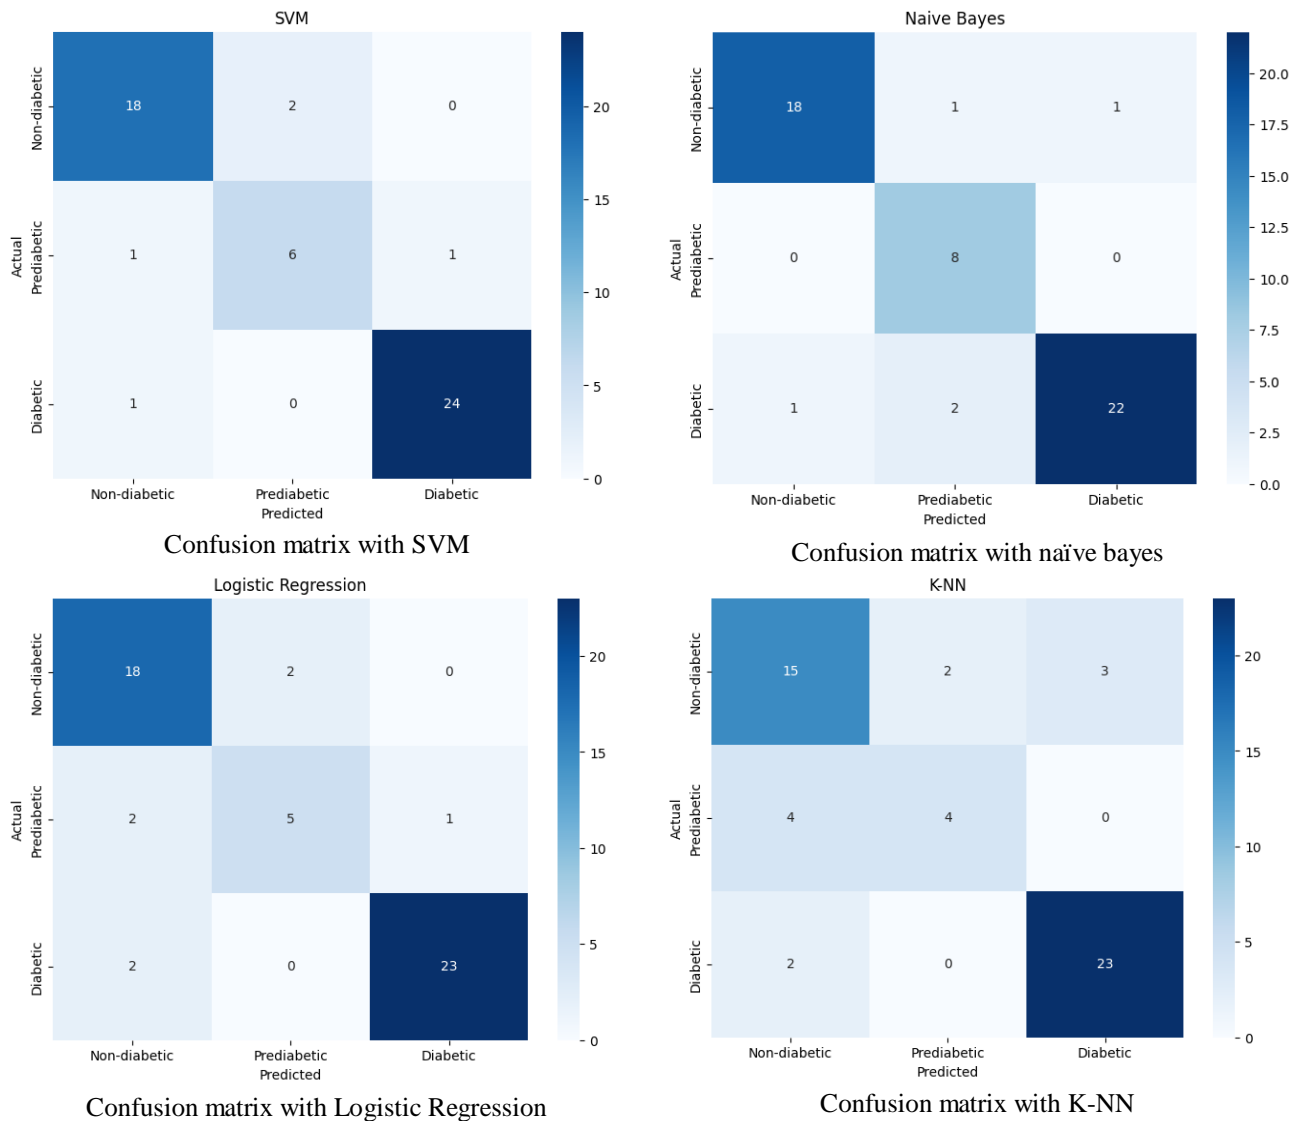 SVM
Non-diabetic 18 2 0
Actual
Prediabetic 1 6 1
Diabetic 1 0 24
Non-diabetic Prediabetic Diabetic
Predicted
20
15
10
5
0
Confusion matrix with SVM
Naive Bayes
Non-diabetic 18 1 1
Actual
Prediabetic 0 8 0
Diabetic 1 2 22
Non-diabetic Prediabetic Diabetic
Predicted
20.0
17.5
15.0
12.5
10.0
7.5
5.0
2.5
0.0
Confusion matrix with naïve bayes
Logistic Regression
Non-diabetic 18 2 0
Actual
Prediabetic 2 5 1
Diabetic 2 0 23
Non-diabetic Prediabetic Diabetic
Predicted
20
15
10
5
0
Confusion matrix with Logistic Regression
K-NN
Non-diabetic 15 2 3
Actual
Prediabetic 4 4 0
Diabetic 2 0 23
Non-diabetic Prediabetic Diabetic
Predicted
20
15
10
5
0
Confusion matrix with K-NN